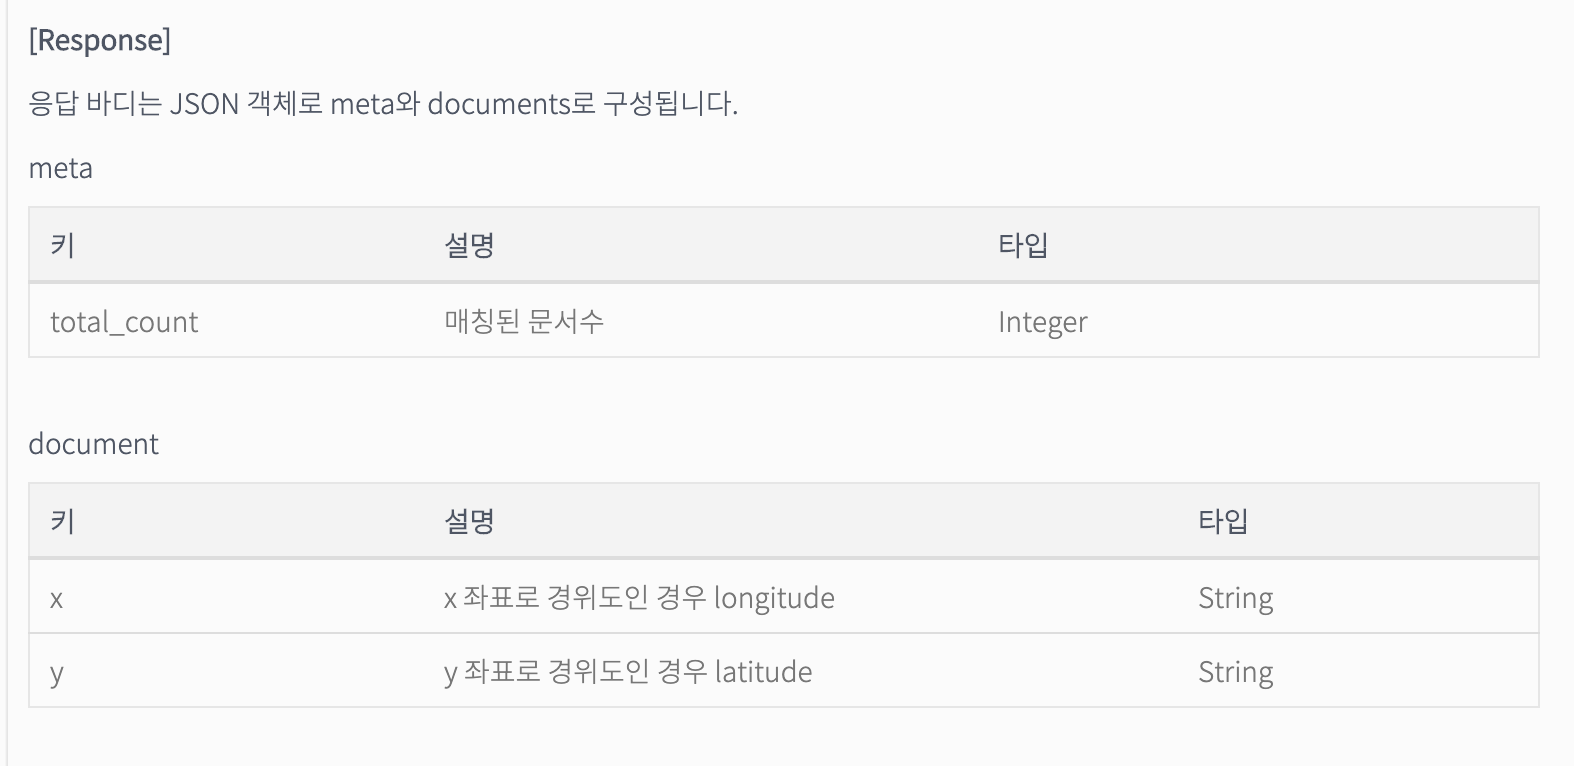 [Response]
응답 바디는 JSON 객체로 meta와 documents로 구성됩니다.
meta
키 설명 타입
total_count 매칭된 문서수 Integer
document
키 설명 타입
x x 좌표로 경위도인 경우 longitude String
y y 좌표로 경위도인 경우 latitude String